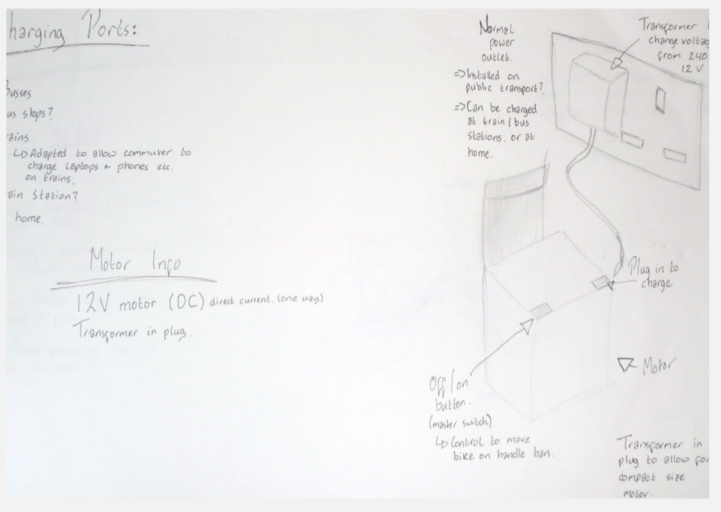 harging Ports:
Busses
us stops?
ains
↳ Adapted to allow commuter to
charge laptops + phones etc.
on trains.
ain Station?
home.
Motor Info
12V motor (DC) direct current. (one way)
Transformer in plug.
Normal
power
outlet.
=> Installed on
public transport?
=> Can be charged
at train / bus
stations. or at
home.
Transformer
change voltag
from 240
12 V
Plug in to
charge
Off/on
button.
(master switch)
↳ Control to move
bike on handle bars.
Motor
Transformer in
plug to allow for
compact size
motor.